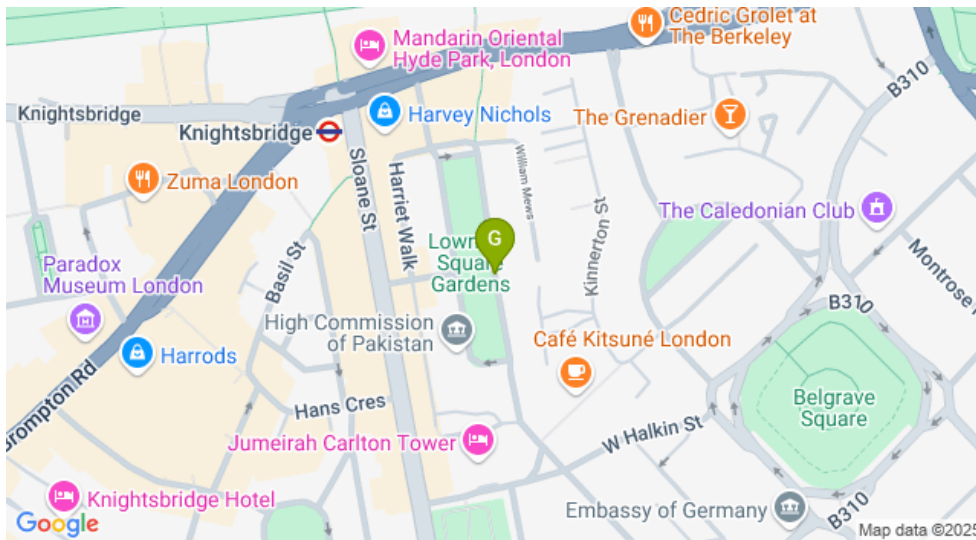 Cedric Grolet at
The Berkeley
Mandarin Oriental
Hyde Park, London
B310
Knightsbridge
Harvey Nichols
The Grenadier
Knightsbridge
Sloane St
Harriet Walk
William Mews
Zuma London
Kinnerton St
The Caledonian Club
G
Square
Gardens
Basil St
Paradox
Museum London
Montrose
B310
High Commission
of Pakistan
Café Kitsuné London
Harrods
Brompton Rd
Hans Cres
Belgrave
Square
W Halkin St
Jumeirah Carlton Tower
Knightsbridge Hotel
Embassy of Germany
B310
Google
Map data ©2025